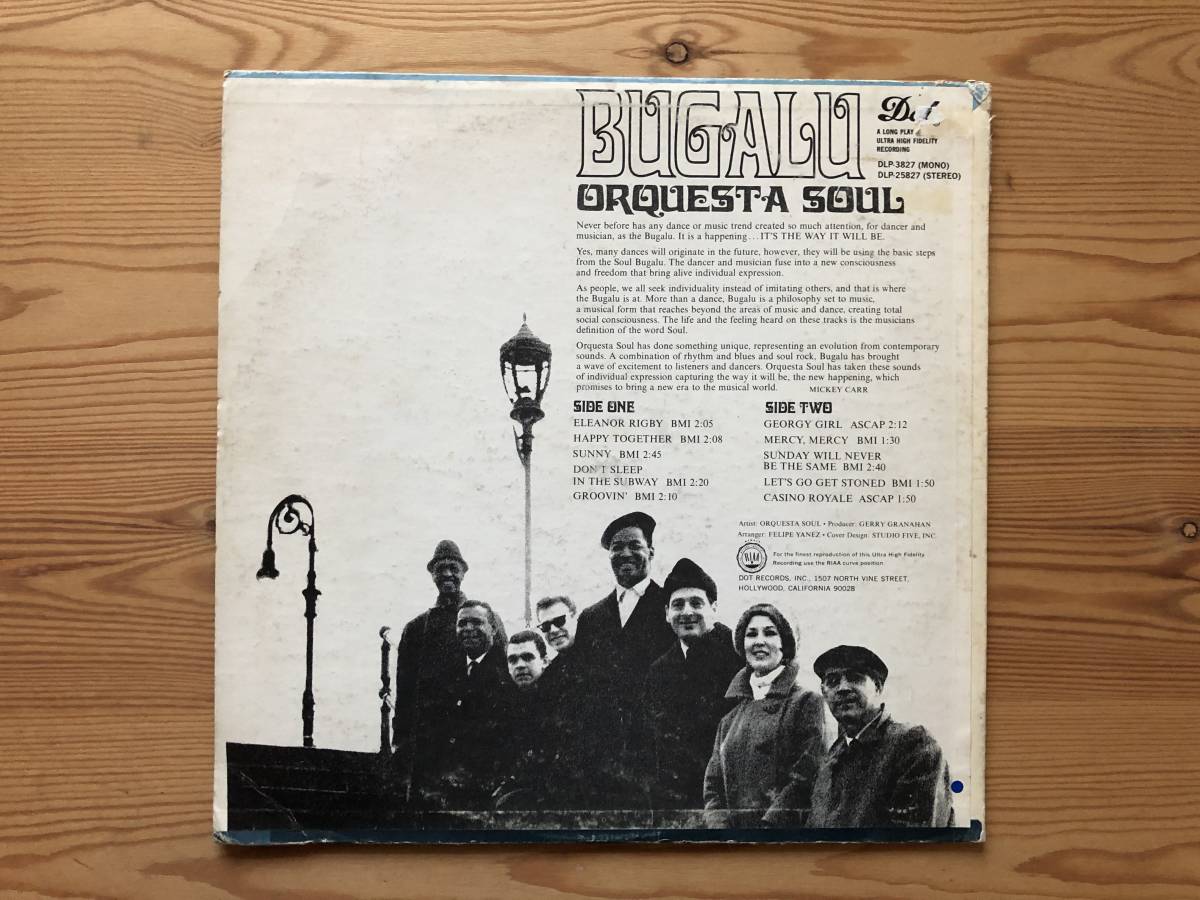 BUGALU
Dot
A LONG PLAY
ULTRA HIGH FIDELITY
RECORDING
DLP-3827 (MONO)
DLP-25827 (STEREO)
ORQUESTA SOUL
Never before has any dance or music trend created so much attention, for dancer and
musician, as the Bugalu. It is a happening...IT'S THE WAY IT WILL BE.
Yes, many dances will originate in the future, however, they will be using the basic steps
from the Soul Bugalu. The dancer and musician fuse into a new consciousness
and freedom that bring alive individual expression.
As people, we all seek individuality instead of imitating others, and that is where
the Bugalu is at. More than a dance, Bugalu is a philosophy set to music,
a musical form that reaches beyond the areas of music and dance, creating total
social consciousness. The life and the feeling heard on these tracks is the musicians
definition of the word Soul.
Orquesta Soul has done something unique, representing an evolution from contemporary
sounds. A combination of rhythm and blues and soul rock, Bugalu has brought
a wave of excitement to listeners and dancers. Orquesta Soul has taken these sounds
of individual expression capturing the way it will be, the new happening, which
promises to bring a new era to the musical world. MICKEY CARR
SIDE ONE
ELEANOR RIGBY BMI 2:05
HAPPY TOGETHER BMI 2:08
SUNNY BMI 2:45
DON'T SLEEP
IN THE SUBWAY BMI 2:20
GROOVIN' BMI 2:10
SIDE TWO
GEORGY GIRL ASCAP 2:12
MERCY, MERCY BMI 1:30
SUNDAY WILL NEVER
BE THE SAME BMI 2:40
LET'S GO GET STONED BMI 1:50
CASINO ROYALE ASCAP 1:50
Artist: ORQUESTA SOUL • Producer: GERRY GRANAHAN
Arranger: FELIPE YANEZ • Cover Design: STUDIO FIVE, INC.
RIAA
For the finest reproduction of this Ultra High Fidelity
Recording use the RIAA curve position.
DOT RECORDS, INC., 1507 NORTH VINE STREET,
HOLLYWOOD, CALIFORNIA 90028